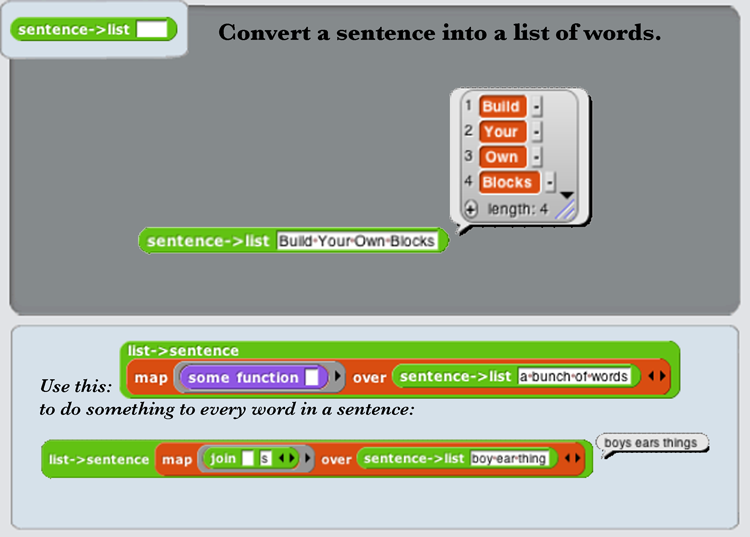 sentence->list
Convert a sentence into a list of words.
1 Build -
2 Your -
3 Own -
4 Blocks -
+ length: 4
sentence->list Build·Your·Own·Blocks
list->sentence
Use this: map some function over sentence->list a·bunch·of·words
to do something to every word in a sentence:
list->sentence map join s over sentence->list boy·ear·thing
boys ears things